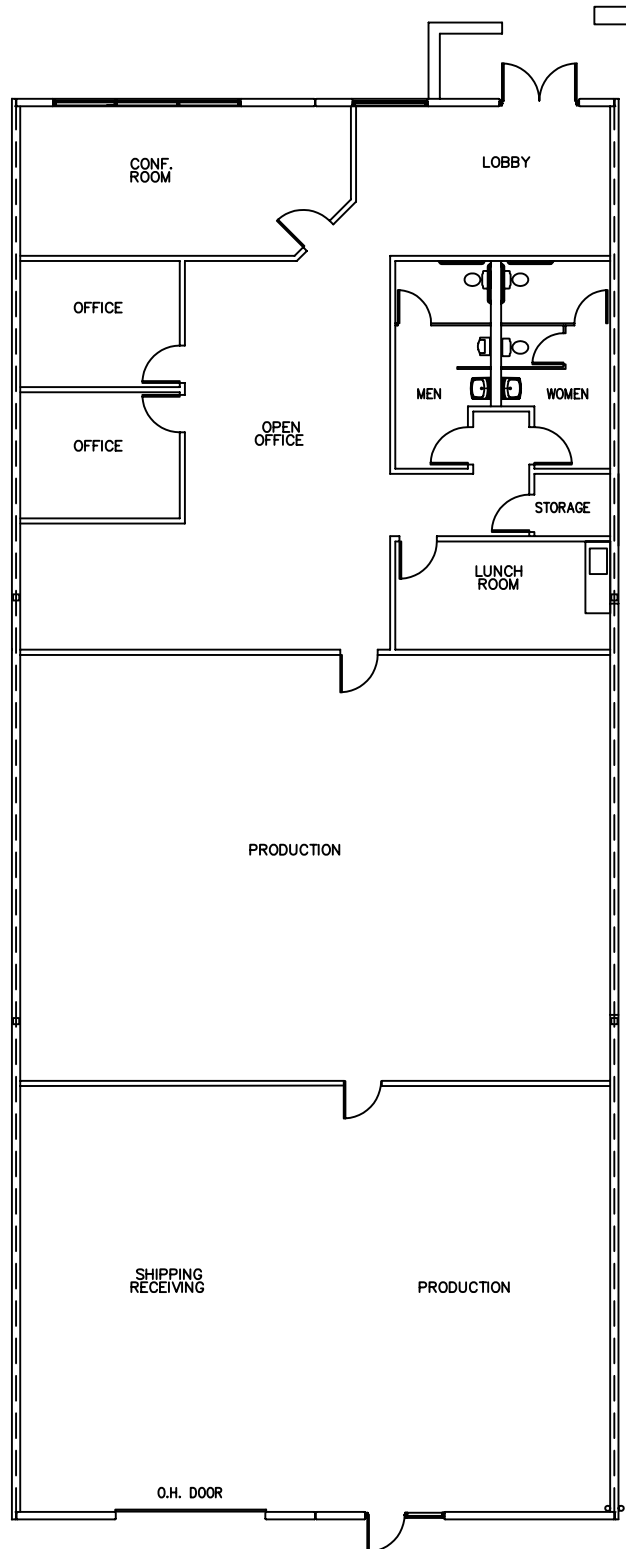 CONF.
ROOM
LOBBY
OFFICE
OPEN
OFFICE
MEN
WOMEN
OFFICE
STORAGE
LUNCH
ROOM
PRODUCTION
SHIPPING
RECEIVING
PRODUCTION
O.H. DOOR